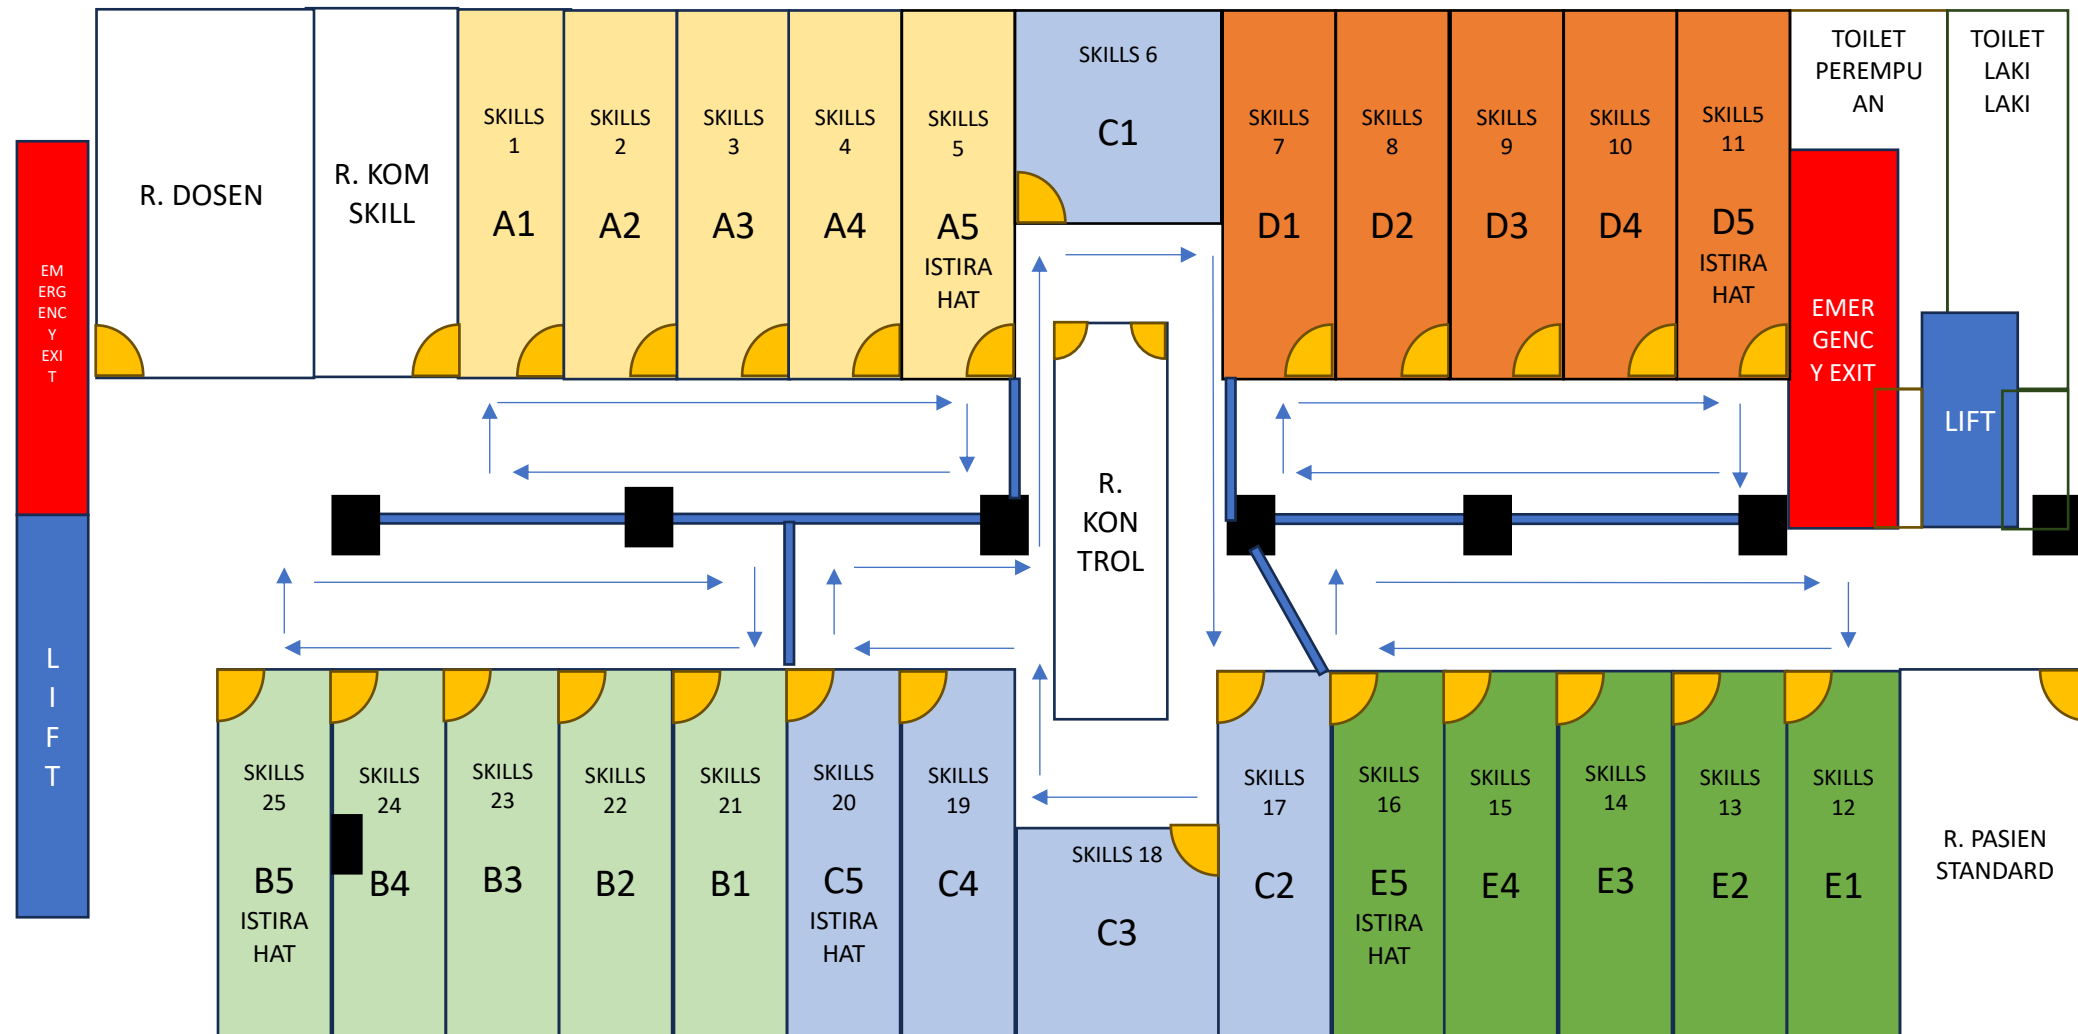 EM
ERG
ENC
Y
EXI
T
L
I
F
T
R. DOSEN
R. KOM
SKILL
SKILLS
1
A1
SKILLS
2
A2
SKILLS
3
A3
SKILLS
4
A4
SKILLS
5
A5
ISTIRA
HAT
SKILLS 6
C1
SKILLS
7
D1
SKILLS
8
D2
SKILLS
9
D3
SKILLS
10
D4
SKILL5
11
D5
ISTIRA
HAT
TOILET
PEREMPU
AN
TOILET
LAKI
LAKI
EMER
GENC
Y EXIT
LIFT
R.
KON
TROL
SKILLS
25
B5
ISTIRA
HAT
SKILLS
24
B4
SKILLS
23
B3
SKILLS
22
B2
SKILLS
21
B1
SKILLS
20
C5
ISTIRA
HAT
SKILLS
19
C4
SKILLS 18
C3
SKILLS
17
C2
SKILLS
16
E5
ISTIRA
HAT
SKILLS
15
E4
SKILLS
14
E3
SKILLS
13
E2
SKILLS
12
E1
R. PASIEN
STANDARD